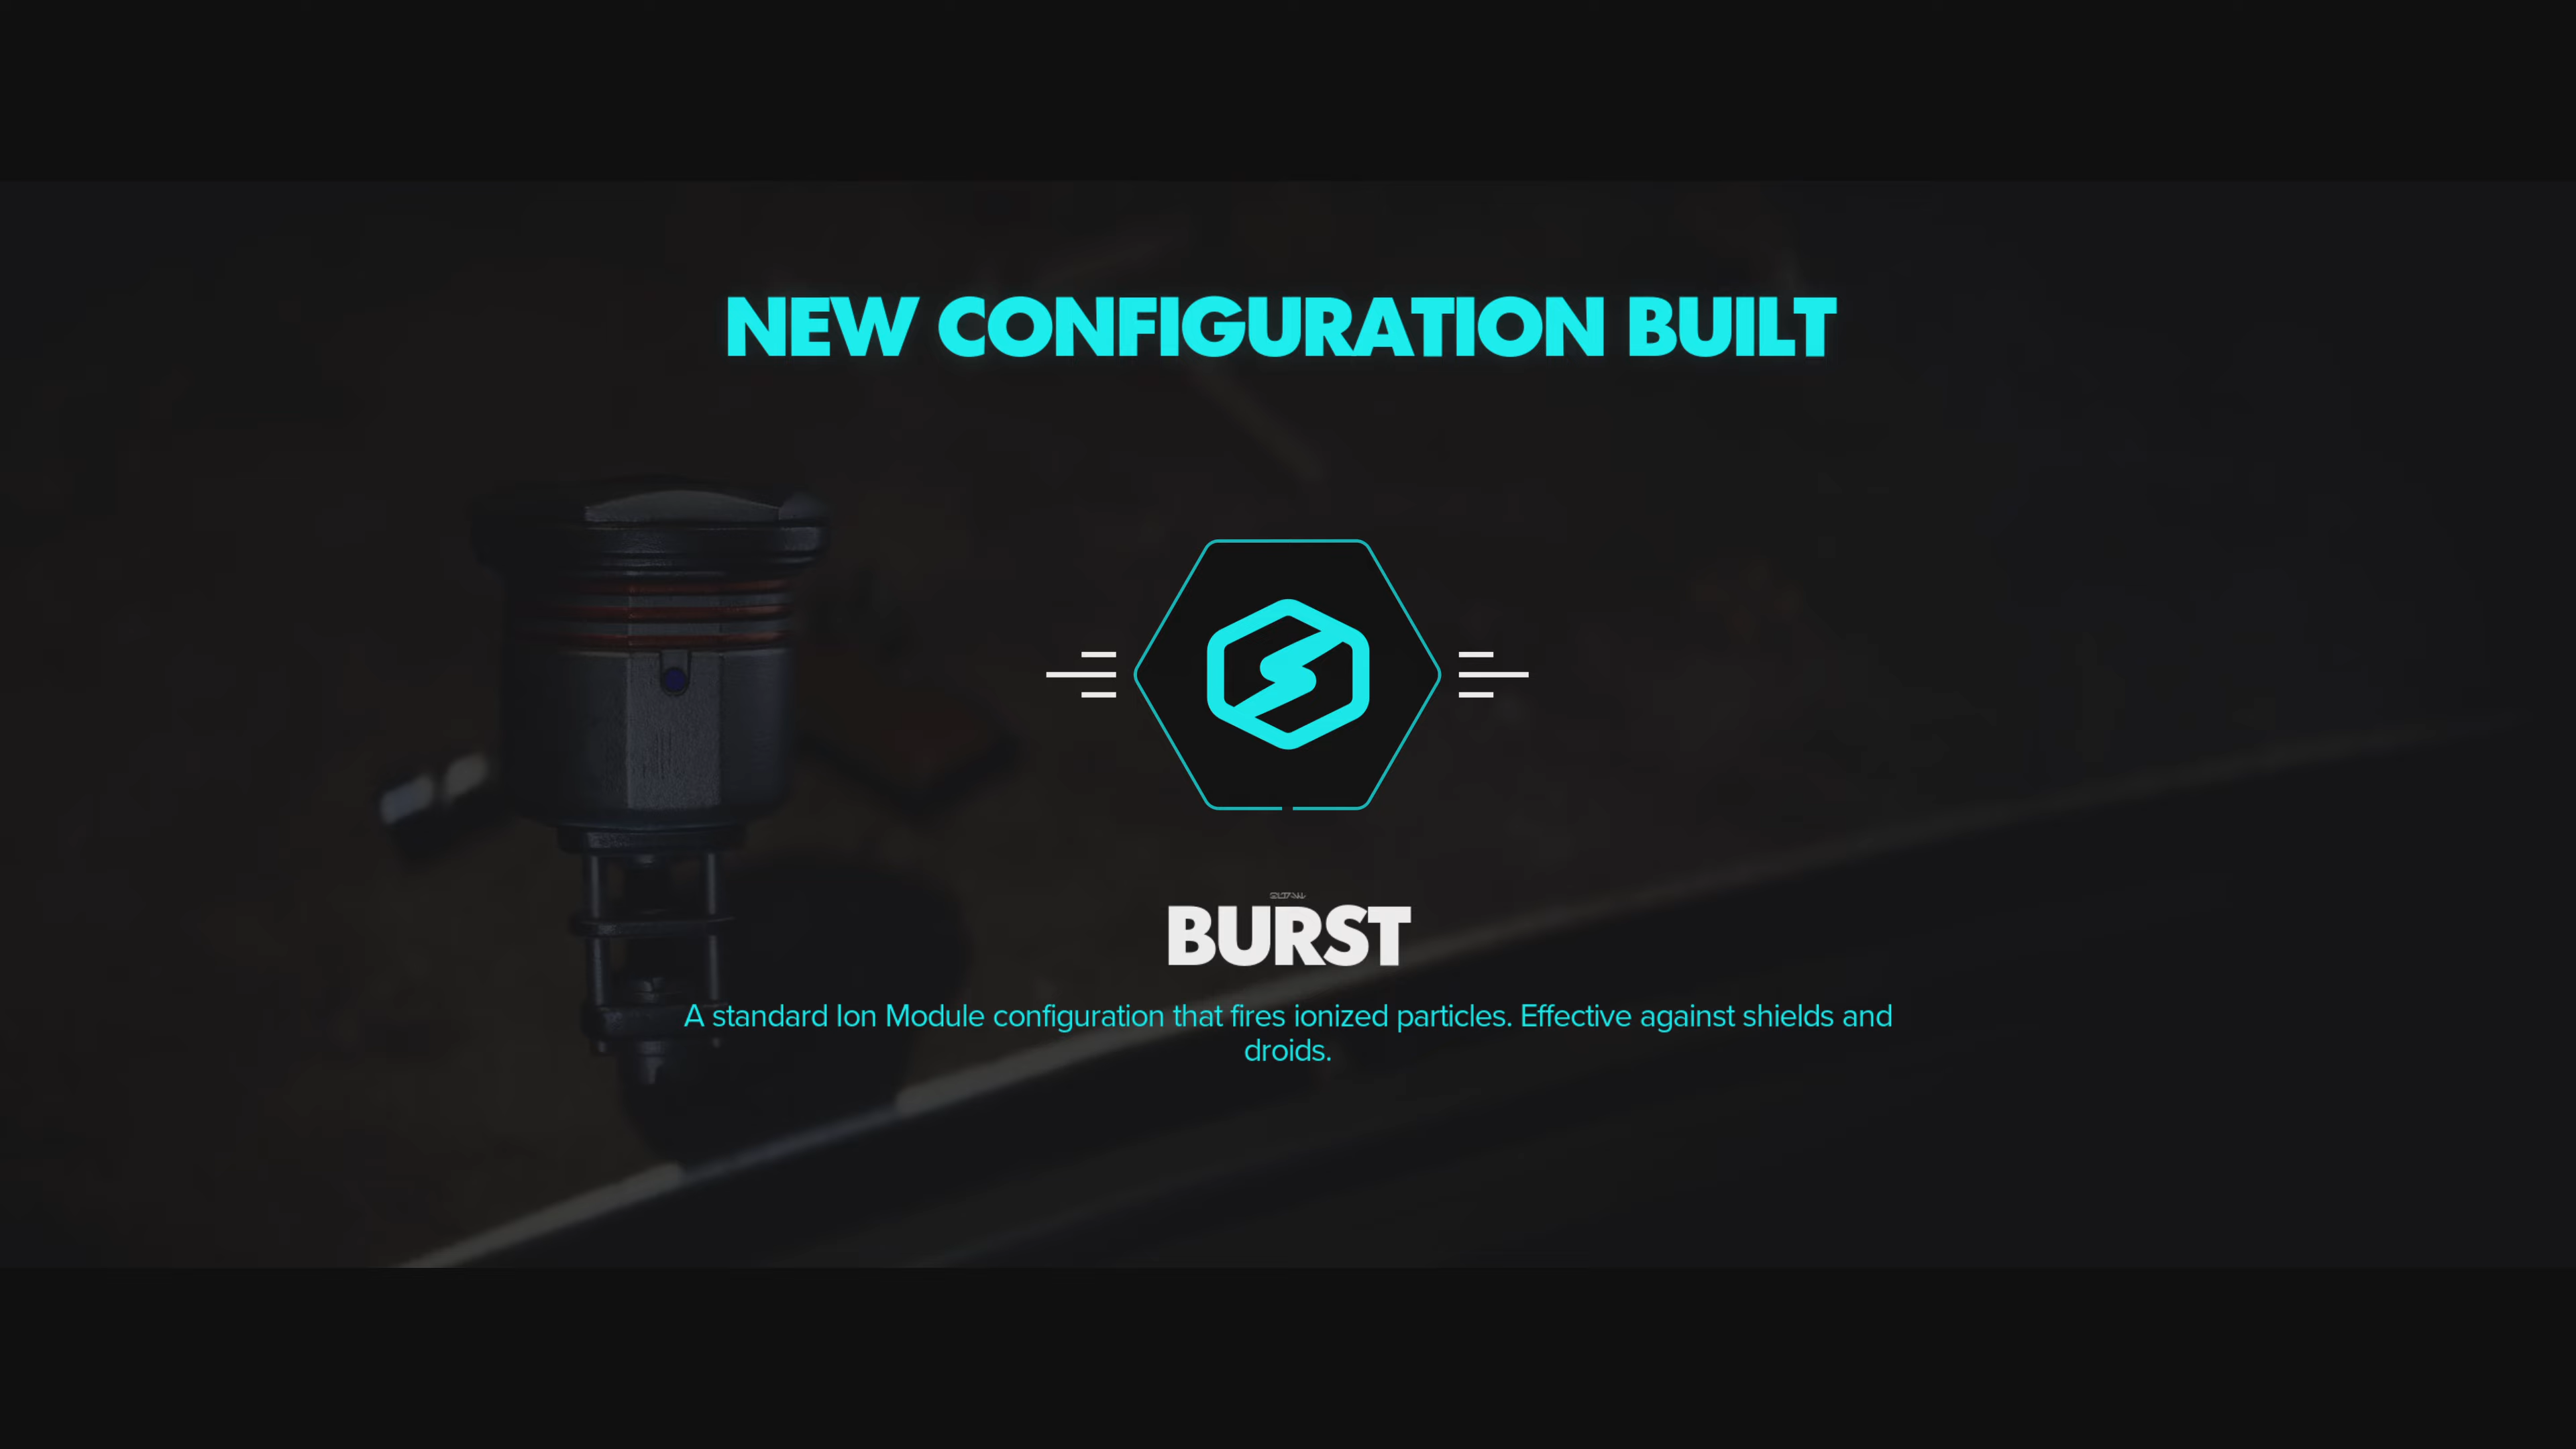 NEW CONFIGURATION BUILT
BURST
A standard Ion Module configuration that fires ionized particles. Effective against shields and
droids.